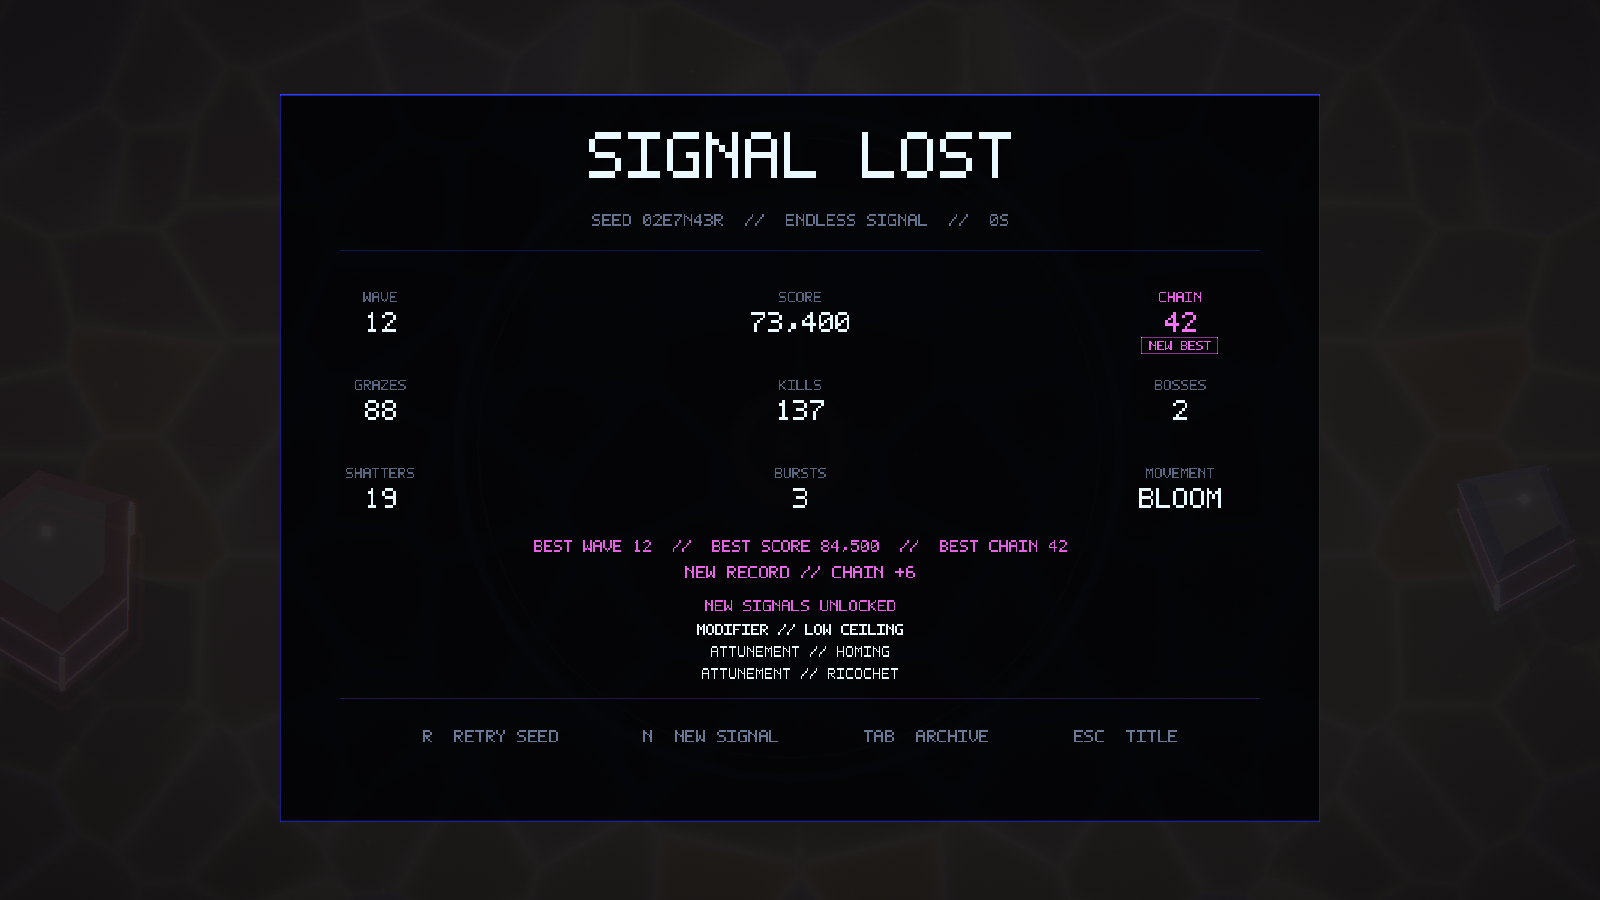 SIGNAL LOST
SEED 02E7N43R // ENDLESS SIGNAL // 0S
WAVE SCORE CHAIN
12 73,400 42
NEW BEST
GRAZES KILLS BOSSES
88 137 2
SHATTERS BURSTS MOVEMENT
19 3 BLOOM
BEST WAVE 12 // BEST SCORE 84,500 // BEST CHAIN 42
NEW RECORD // CHAIN +6
NEW SIGNALS UNLOCKED
MODIFIER // LOW CEILING
ATTUNEMENT // HOMING
ATTUNEMENT // RICOCHET
R RETRY SEED N NEW SIGNAL TAB ARCHIVE ESC TITLE